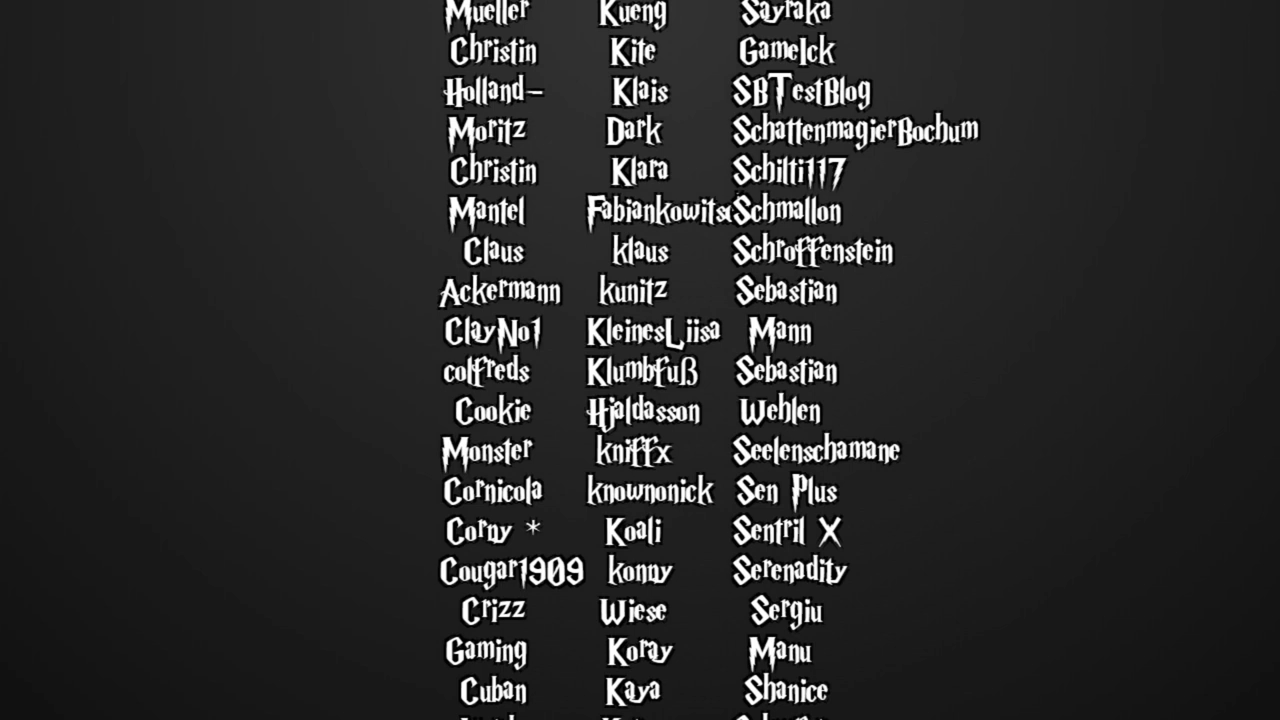 Mueller Kueng Sayraka
Christin Kite GameIck
Holland- Klais SBTestBlog
Moritz Dark SchattenmagierBochum
Christin Klara Schilti117
Mantel Schmallon
Claus klaus Schroffenstein
Ackermann kunitz Sebastian
ClayNo1 KleinesLiisa Mann
colfreds Klumbfuß Sebastian
Cookie Hjaldasson Wehlen
Monster kniffx Seelenschamane
Cornicola knownonick Sen Plus
Corny * Koali Sentril X
Cougar1909 konny Serenadity
Crizz Wiese Sergiu
Gaming Koray Manu
Cuban Kaya Shanice